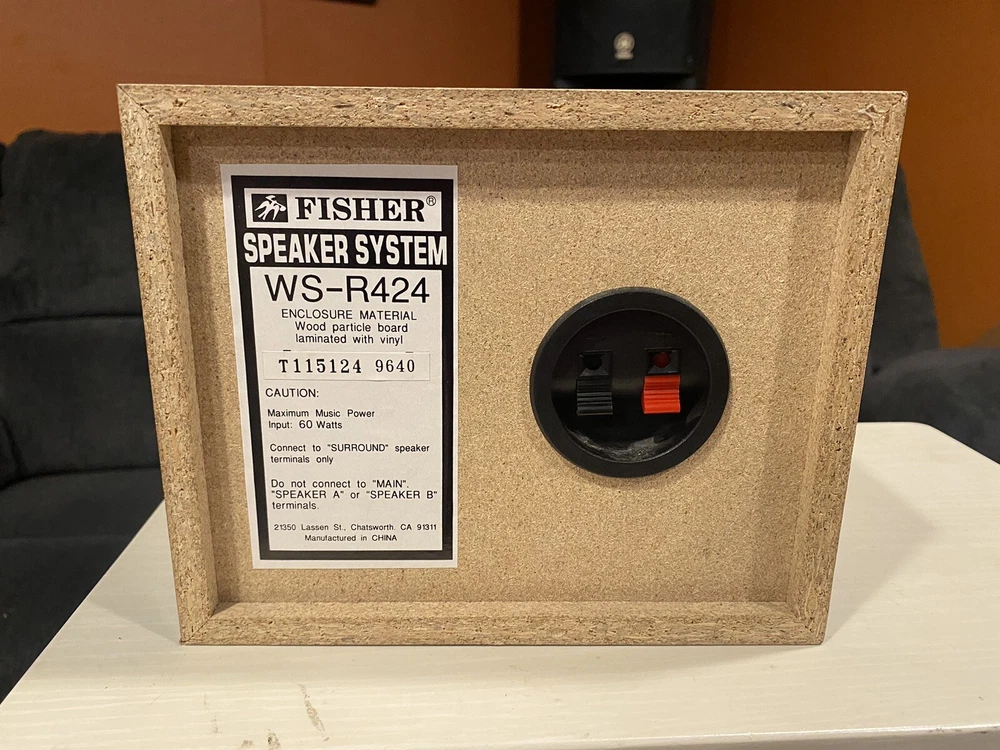 FISHER®
SPEAKER SYSTEM
WS-R424
ENCLOSURE MATERIAL
Wood particle board
laminated with vinyl
T115124 9640
CAUTION:
Maximum Music Power
Input: 60 Watts
Connect to "SURROUND" speaker
terminals only
Do not connect to "MAIN".
"SPEAKER A" or "SPEAKER B"
terminals.
21350 Lassen St., Chatsworth. CA 91311
Manufactured in CHINA